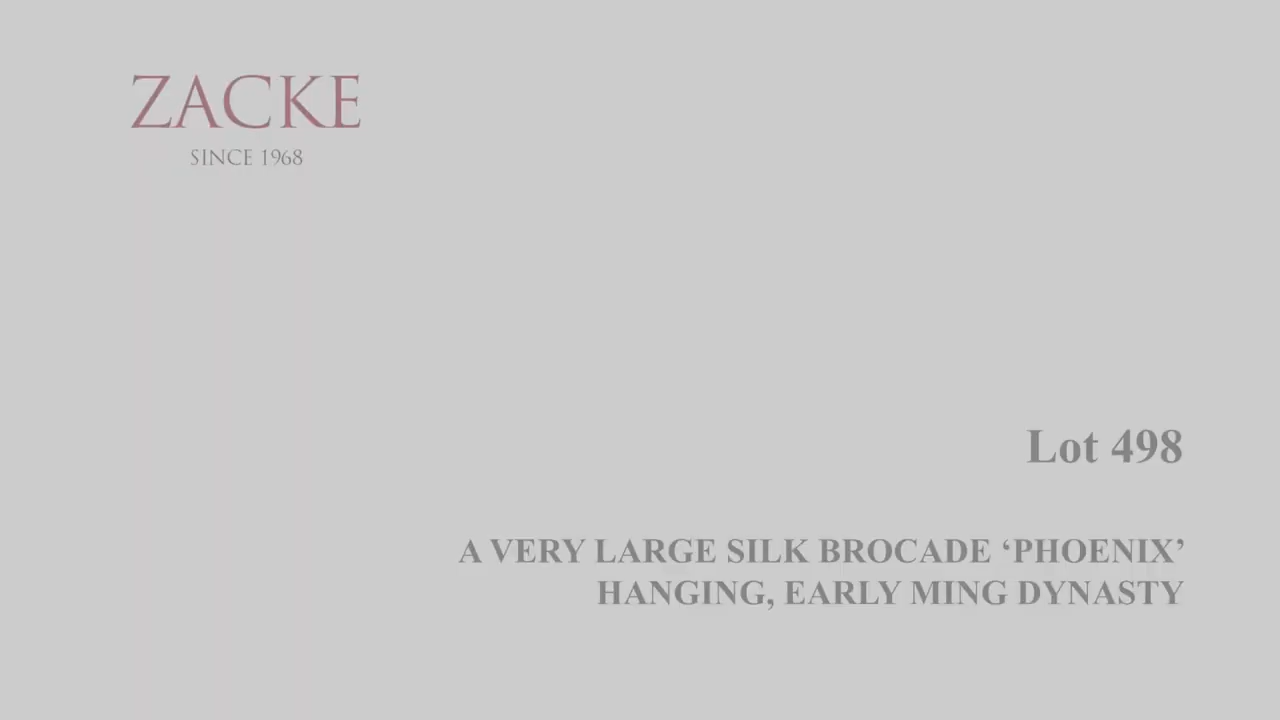 ZACKE
SINCE 1968
Lot 498
A VERY LARGE SILK BROCADE ‘PHOENIX’
HANGING, EARLY MING DYNASTY